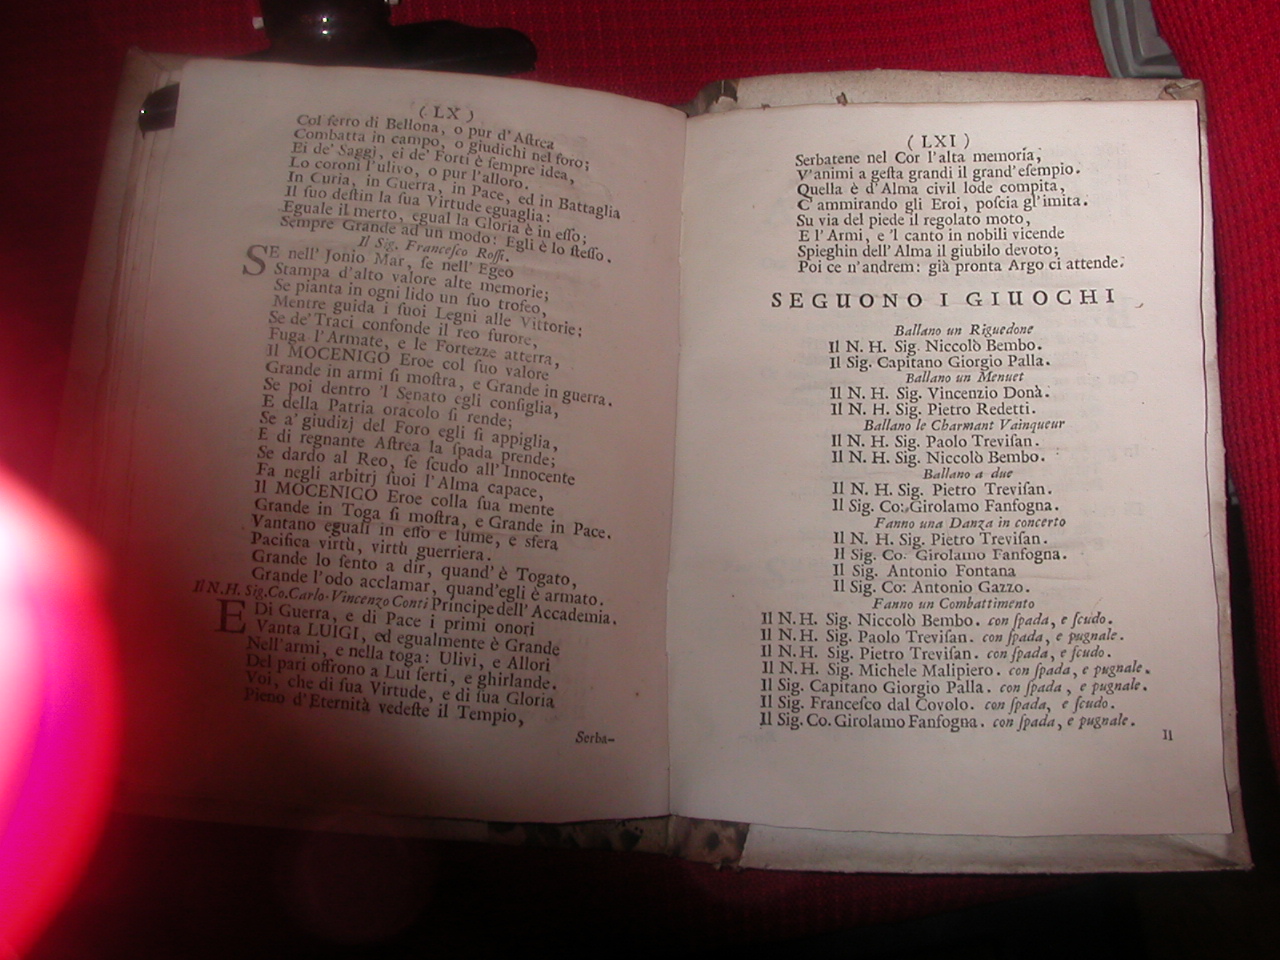 ( LX )
Col ferro di Bellona, o pur d'Aſtrea
Combatta in campo, o giudichi nel foro;
Ei de' Saggi, ei de' Forti è ſempre idea,
Lo coroni l'ulivo, o pur l'alloro.
In Curia, in Guerra, in Pace, ed in Battaglia
Il ſuo deſtin la ſua Virtude eguaglia:
Eguale il merto, egual la Gloria è in eſſo;
Sempre Grande ad un modo: Egli è lo ſteſſo.
Il Sig. Franceſco Roſſi.
SE nell' Jonio Mar, ſe nell' Egeo
Stampa d'alto valore alte memorie;
Se pianta in ogni lido un ſuo trofeo,
Mentre guida i ſuoi Legni alle Vittorie;
Se de' Traci confonde il reo furore,
Fuga l'Armate, e le Fortezze atterra,
Il MOCENIGO Eroe col ſuo valore
Grande in armi ſi moſtra, e Grande in guerra.
Se poi dentro 'l Senato egli conſiglia,
E della Patria oracolo ſi rende;
Se a' giudizj del Foro egli ſi appiglia,
E di regnante Aſtrea la ſpada prende;
Se dardo al Reo, ſe ſcudo all' Innocente
Fa negli arbitrj ſuoi l'Alma capace,
Il MOCENIGO Eroe colla ſua mente
Grande in Toga ſi moſtra, e Grande in Pace.
Vantano eguali in eſſo e lume, e sfera
Pacifica virtù, virtù guerriera.
Grande lo ſento a dir, quand' è Togato,
Grande l'odo acclamar, quand'egli è armato.
Il N.H. Sig.Co.Carlo-Vincenzo Conti Principe dell' Accademia.
E Di Guerra, e di Pace i primi onori
Vanta LUIGI, ed egualmente è Grande
Nell'armi, e nella toga: Ulivi, e Allori
Del pari offrono a Lui ſerti, e ghirlande.
Voi, che di ſua Virtude, e di ſua Gloria
Pieno d'Eternità vedeſte il Tempio,
Serba-
( LXI )
Serbatene nel Cor l'alta memoria,
V'animi a geſta grandi il grand' eſempio.
Quella è d'Alma civil lode compita,
C' ammirando gli Eroi, poſcia gl'imita.
Su via del piede il regolato moto,
E l' Armi, e 'l canto in nobili vicende
Spieghin dell' Alma il giubilo devoto;
Poi ce n'andrem: già pronta Argo ci attende.
SEGUONO I GIUOCHI
Ballano un Riguedone
Il N. H. Sig. Niccolò Bembo.
Il Sig. Capitano Giorgio Palla.
Ballano un Menuet
Il N. H. Sig. Vincenzio Donà.
Il N. H. Sig. Pietro Redetti.
Ballano le Charmant Vainqueur
Il N. H. Sig. Paolo Treviſan.
Il N. H. Sig. Niccolò Bembo.
Ballano a due
Il N. H. Sig. Pietro Treviſan.
Il Sig. Co: Girolamo Fanfogna.
Fanno una Danza in concerto
Il N. H. Sig. Pietro Treviſan.
Il Sig. Co: Girolamo Fanfogna.
Il Sig. Antonio Fontana
Il Sig. Co: Antonio Gazzo.
Fanno un Combattimento
Il N.H. Sig. Niccolò Bembo. con ſpada, e ſcudo.
Il N.H. Sig. Paolo Treviſan. con ſpada, e pugnale.
Il N.H. Sig. Pietro Treviſan. con ſpada, e ſcudo.
Il N.H. Sig. Michele Malipiero. con ſpada, e pugnale.
Il Sig. Capitano Giorgio Palla. con ſpada, e pugnale.
Il Sig. Franceſco dal Covolo. con ſpada, e ſcudo.
Il Sig. Co. Girolamo Fanfogna. con ſpada, e pugnale.
Il